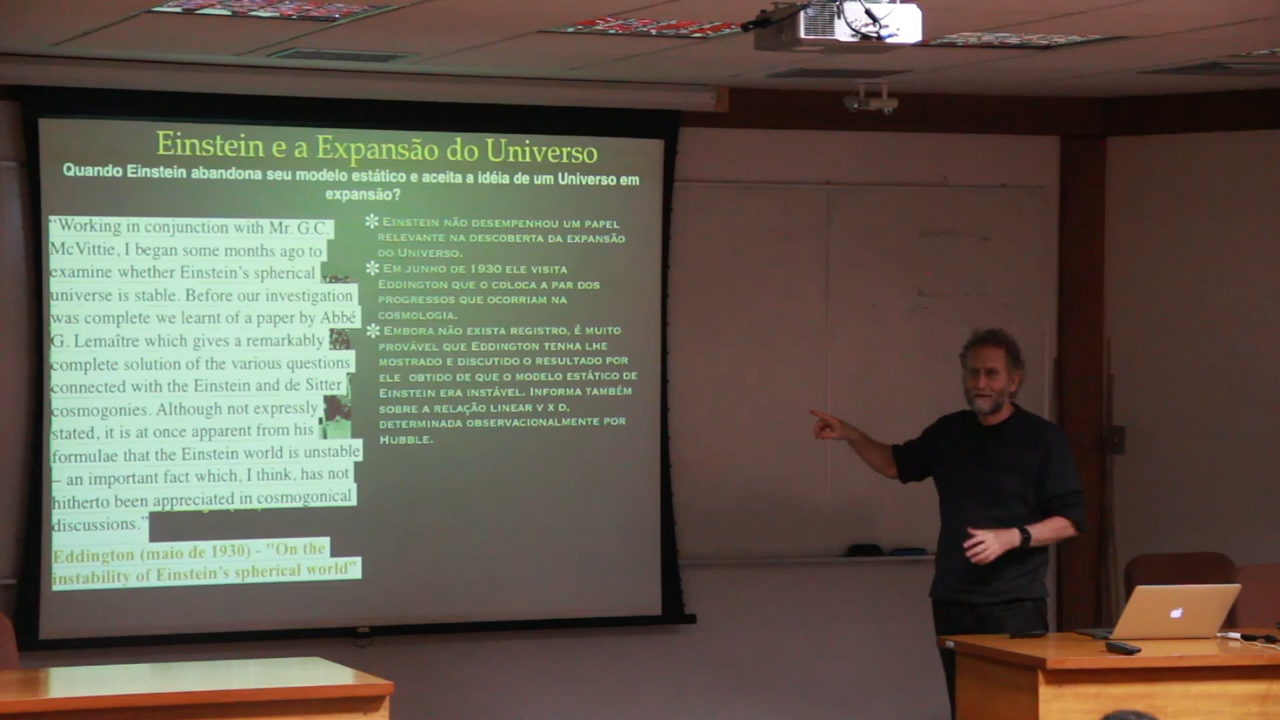 Einstein e a Expansão do Universo
Quando Einstein abandona seu modelo estático e aceita a idéia de um Universo em
expansão?
“Working in conjunction with Mr. G.C.
McVittie, I began some months ago to
examine whether Einstein’s spherical
universe is stable. Before our investigation
was complete we learnt of a paper by Abbé
G. Lemaître which gives a remarkably
complete solution of the various questions
connected with the Einstein and de Sitter
cosmogonies. Although not expressly
stated, it is at once apparent from his
formulae that the Einstein world is unstable
– an important fact which, I think, has not
hitherto been appreciated in cosmogonical
discussions.”
Eddington (maio de 1930) - "On the
instability of Einstein’s spherical world”
✻ EINSTEIN NÃO DESEMPENHOU UM PAPEL
RELEVANTE NA DESCOBERTA DA EXPANSÃO
DO UNIVERSO.
✻ EM JUNHO DE 1930 ELE VISITA
EDDINGTON QUE O COLOCA A PAR DOS
PROGRESSOS QUE OCORRIAM NA
COSMOLOGIA.
✻ EMBORA NÃO EXISTA REGISTRO, É MUITO
PROVÁVEL QUE EDDINGTON TENHA LHE
MOSTRADO E DISCUTIDO O RESULTADO POR
ELE OBTIDO DE QUE O MODELO ESTÁTICO DE
EINSTEIN ERA INSTÁVEL. INFORMA TAMBÉM
SOBRE A RELAÇÃO LINEAR V X D,
DETERMINADA OBSERVACIONALMENTE POR
HUBBLE.